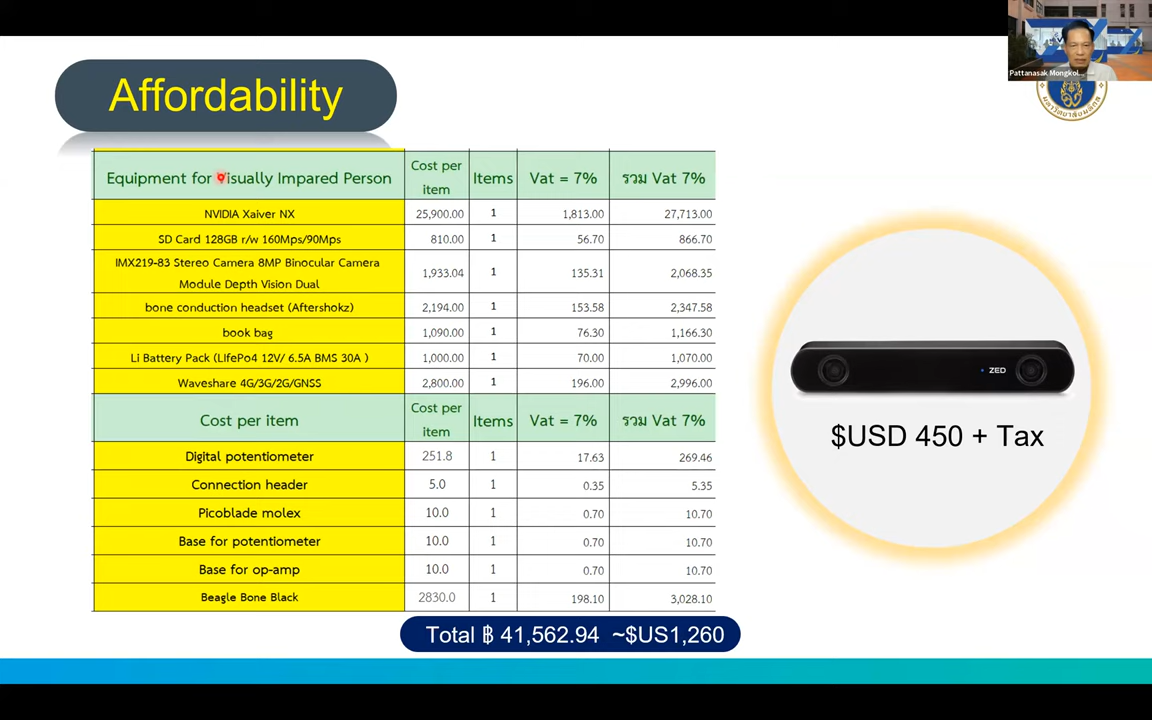 Pattanasak Mongkol...
Affordability
Equipment for Visually Impared Person Cost per item Items Vat = 7% รวม Vat 7%
NVIDIA Xaiver NX 25,900.00 1 1,813.00 27,713.00
SD Card 128GB r/w 160Mps/90Mps 810.00 1 56.70 866.70
IMX219-83 Stereo Camera 8MP Binocular Camera
Module Depth Vision Dual 1,933.04 1 135.31 2,068.35
bone conduction headset (Aftershokz) 2,194.00 1 153.58 2,347.58
book bag 1,090.00 1 76.30 1,166.30
Li Battery Pack (LIfePo4 12V/ 6.5A BMS 30A ) 1,000.00 1 70.00 1,070.00
Waveshare 4G/3G/2G/GNSS 2,800.00 1 196.00 2,996.00
Cost per item Cost per item Items Vat = 7% รวม Vat 7%
Digital potentiometer 251.8 1 17.63 269.46
Connection header 5.0 1 0.35 5.35
Picoblade molex 10.0 1 0.70 10.70
Base for potentiometer 10.0 1 0.70 10.70
Base for op-amp 10.0 1 0.70 10.70
Beagle Bone Black 2830.0 1 198.10 3,028.10
Total ฿ 41,562.94 ~$US1,260
ZED
$USD 450 + Tax